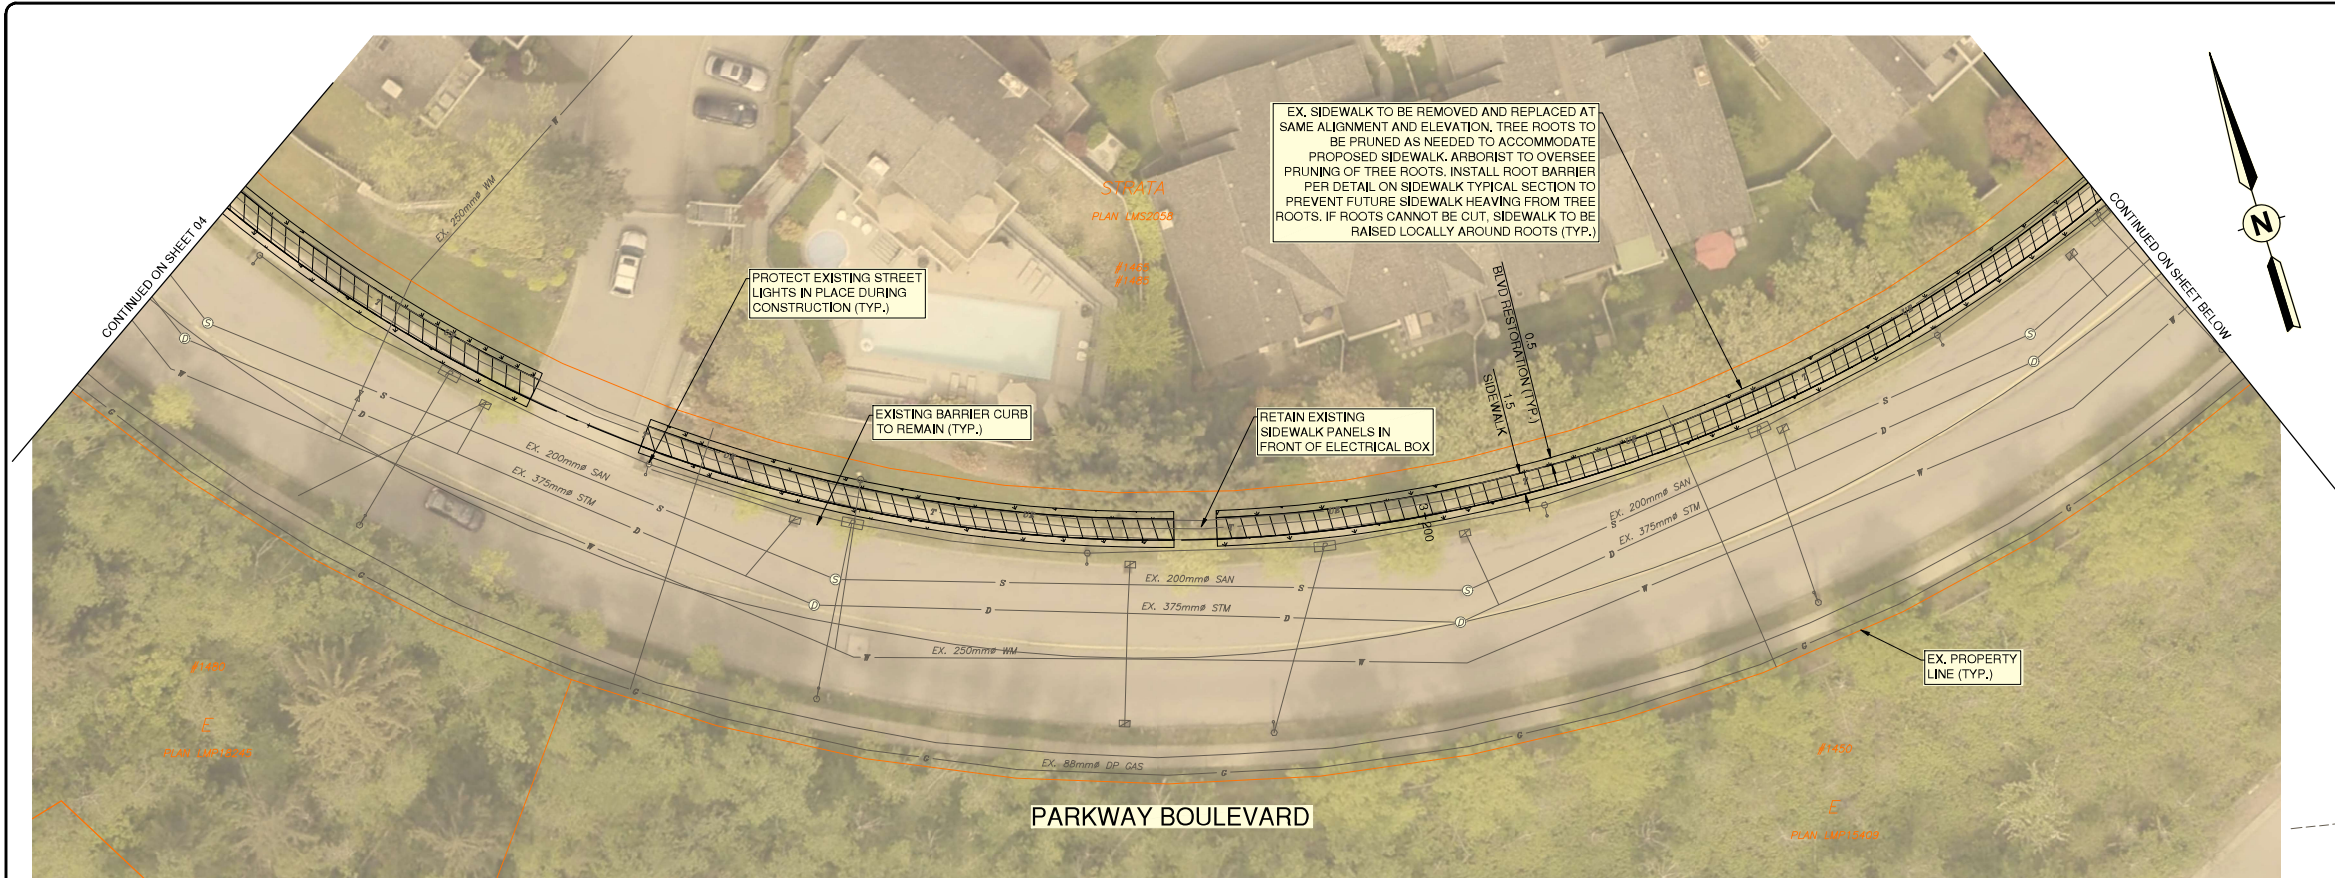 CONTINUED ON SHEET 04
EX. 250mmø WM
W
PROTECT EXISTING STREET
LIGHTS IN PLACE DURING
CONSTRUCTION (TYP.)
STRATA
PLAN LMS2058
EX. SIDEWALK TO BE REMOVED AND REPLACED AT
SAME ALIGNMENT AND ELEVATION. TREE ROOTS TO
BE PRUNED AS NEEDED TO ACCOMMODATE
PROPOSED SIDEWALK. ARBORIST TO OVERSEE
PRUNING OF TREE ROOTS. INSTALL ROOT BARRIER
PER DETAIL ON SIDEWALK TYPICAL SECTION TO
PREVENT FUTURE SIDEWALK HEAVING FROM TREE
ROOTS. IF ROOTS CANNOT BE CUT, SIDEWALK TO BE
RAISED LOCALLY AROUND ROOTS (TYP.)
N
CONTINUED ON SHEET BELOW
0.5
BLVD RESTORATION (TYP.)
1.5
SIDEWALK
EXISTING BARRIER CURB
TO REMAIN (TYP.)
RETAIN EXISTING
SIDEWALK PANELS IN
FRONT OF ELECTRICAL BOX
3+200
EX. 200mmø SAN
EX. 375mmø STM
EX. 200mmø SAN
EX. 375mmø STM
EX. 200mmø SAN
EX. 375mmø STM
EX. 250mmø WM
EX. 88mmø DP GAS
EX. PROPERTY
LINE (TYP.)
#1465
E
#1450
E
PARKWAY BOULEVARD